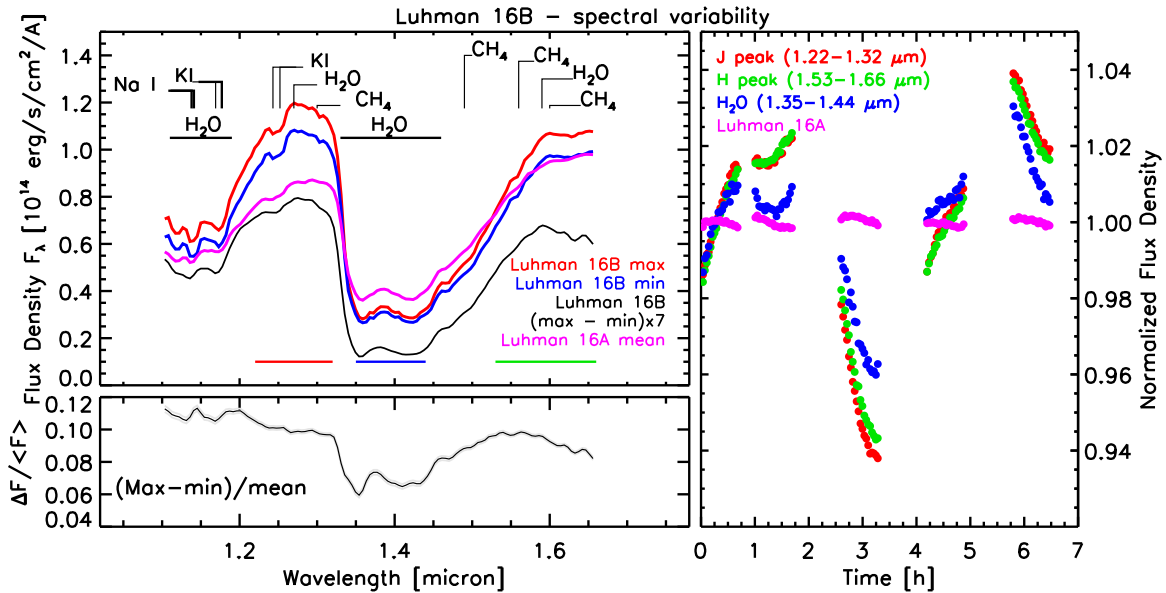 Luhman 16B − spectral variability
Flux Density F_λ [10^14 erg/s/cm^2/A]
1.4
1.2
1.0
0.8
0.6
0.4
0.2
0.0
Na I
KI
H₂O
KI
H₂O
CH₄
H₂O
CH₄
CH₄
H₂O
CH₄
Luhman 16B max
Luhman 16B min
Luhman 16B
(max − min)x7
Luhman 16A mean
ΔF/<F>
0.12
0.10
0.08
0.06
0.04
(Max−min)/mean
1.2
1.4
1.6
Wavelength [micron]
J peak (1.22−1.32 μm)
H peak (1.53−1.66 μm)
H₂O (1.35−1.44 μm)
Luhman 16A
1.04
1.02
1.00
0.98
0.96
0.94
Normalized Flux Density
0
1
2
3
4
5
6
7
Time [h]